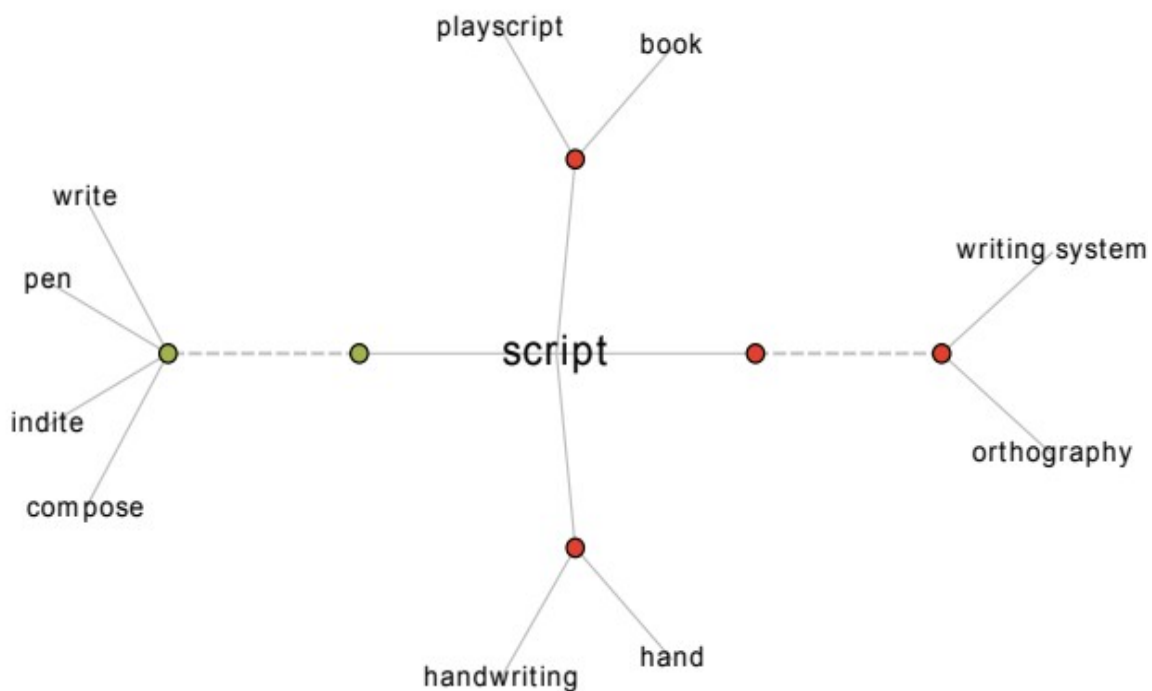 playscript
book
write
writing system
pen
script
indite
orthography
compose
hand
handwriting